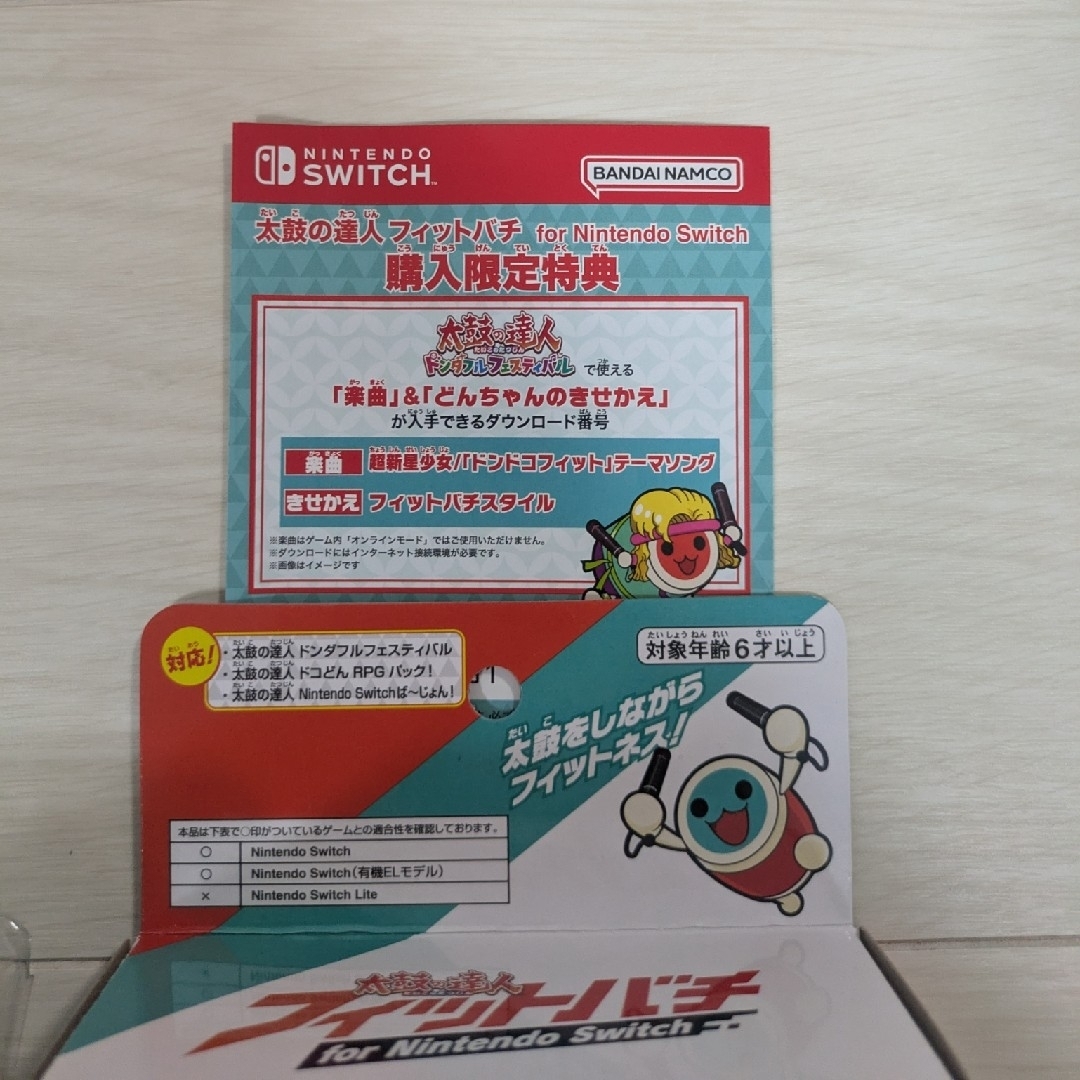 NINTENDO
SWITCH™
BANDAI NAMCO
太鼓の達人 フィットバチ for Nintendo Switch
購入限定特典
太鼓の達人
ドンダフルフェスティバル で使える
「楽曲」&「どんちゃんのきせかえ」
が入手できるダウンロード番号
楽曲 超新星少女/「ドンドコフィット」テーマソング
きせかえ フィットバチスタイル
※楽曲はゲーム内「オンラインモード」ではご使用いただけません。
※ダウンロードにはインターネット接続環境が必要です。
※画像はイメージです
対応!
・太鼓の達人 ドンダフルフェスティバル
・太鼓の達人 ドコどん RPG パック!
・太鼓の達人 Nintendo Switchば〜じょん!
対象年齢6才以上
太鼓をしながら
フィットネス!
本品は下表で○印がついているゲームとの適合性を確認しております。
○ Nintendo Switch
○ Nintendo Switch(有機ELモデル)
× Nintendo Switch Lite
太鼓の達人
フィットバチ
for Nintendo Switch